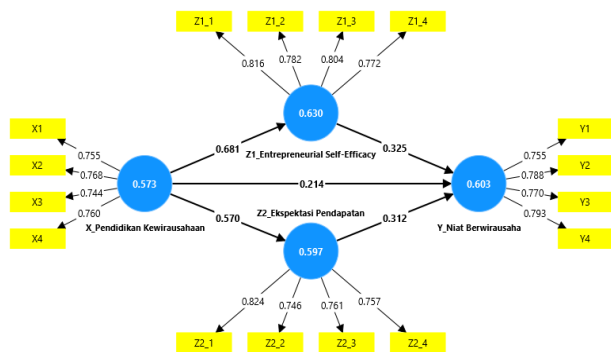 Z1_1 Z1_2 Z1_3 Z1_4
0.816 0.782 0.804 0.772
0.630
Z1_Entrepreneurial Self-Efficacy
X1
X2
X3
X4
0.755
0.768
0.744
0.760
0.573
X_Pendidikan Kewirausahaan
0.681
0.325
0.214
0.570
0.312
Y1
Y2
Y3
Y4
0.755
0.788
0.770
0.793
0.603
Y_Niat Berwirausaha
Z2_Ekspektasi Pendapatan
0.597
0.824 0.746 0.761 0.757
Z2_1 Z2_2 Z2_3 Z2_4